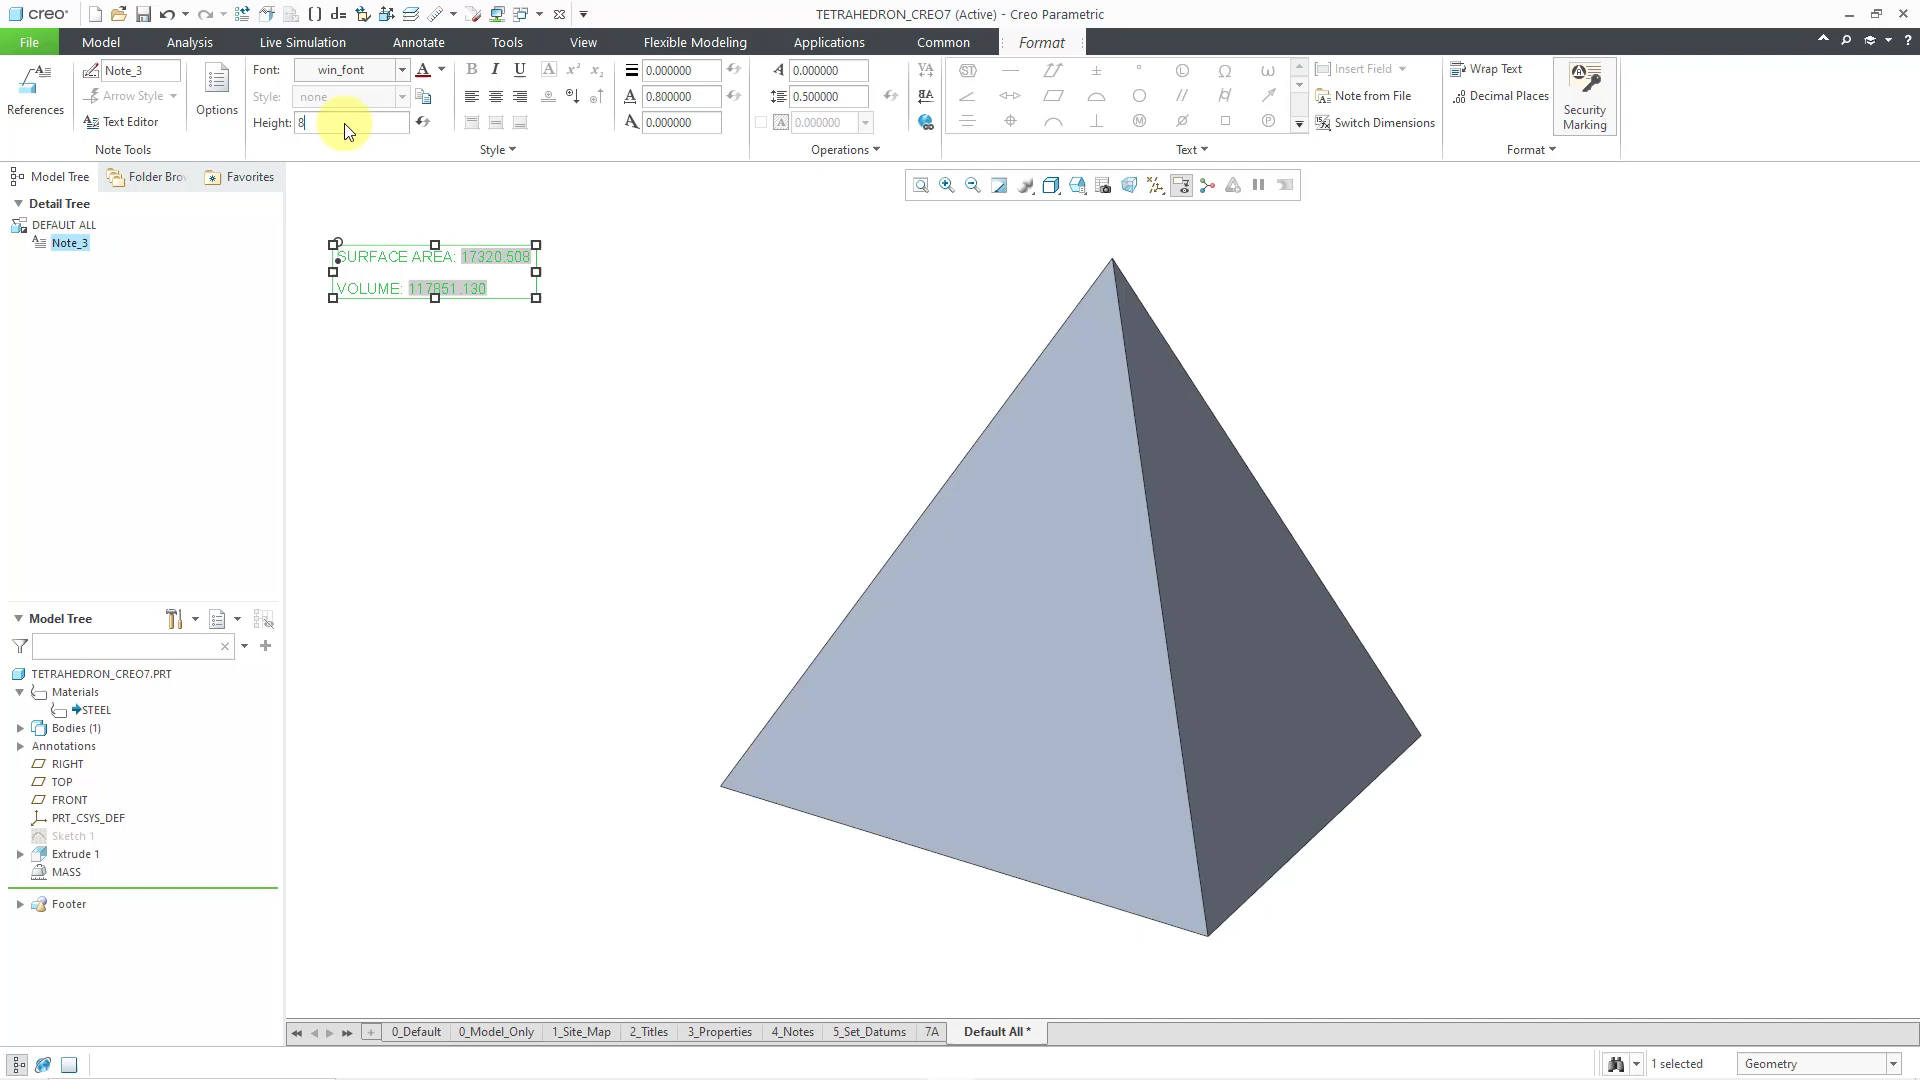 creo
TETRAHEDRON_CREO7 (Active) - Creo Parametric
File Model Analysis Live Simulation Annotate Tools View Flexible Modeling Applications Common Format
References
Note_3
Arrow Style
Text Editor
Note Tools
Options
Font: win_font
Style: none
Height: 8
Style
0.000000
0.800000
0.000000
0.000000
0.500000
0.000000
Operations
Text
Insert Field
Note from File
Switch Dimensions
Wrap Text
Decimal Places
Security Marking
Format
Model Tree Folder Bro Favorites
Detail Tree
DEFAULT ALL
Note_3
SURFACE AREA: 17320.508
VOLUME: 117851.130
Model Tree
TETRAHEDRON_CREO7.PRT
Materials
STEEL
Bodies (1)
Annotations
RIGHT
TOP
FRONT
PRT_CSYS_DEF
Sketch 1
Extrude 1
MASS
Footer
0_Default 0_Model_Only 1_Site_Map 2_Titles 3_Properties 4_Notes 5_Set_Datums 7A Default All *
1 selected
Geometry